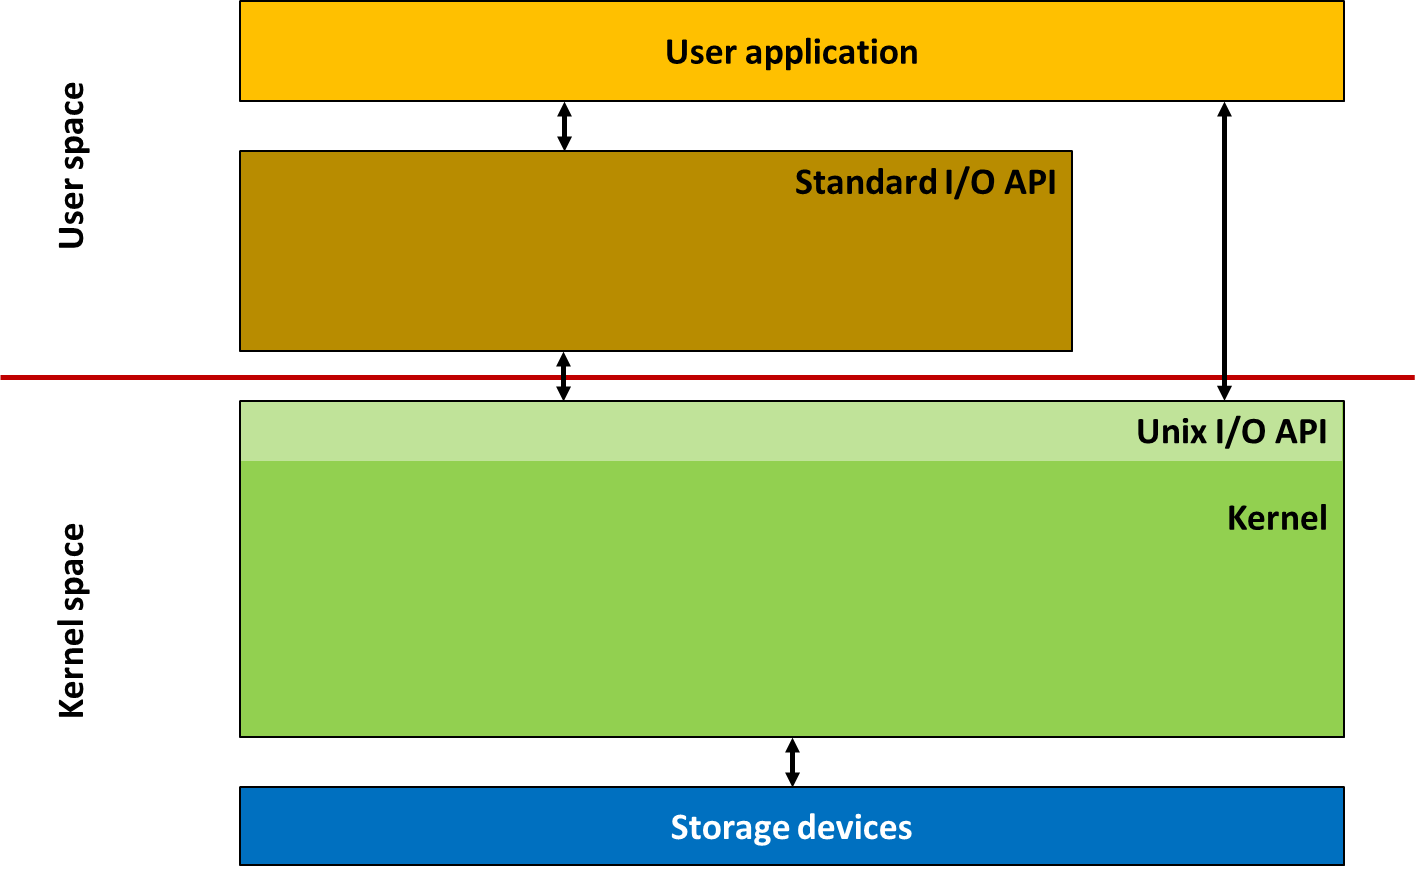 User application
User space
Standard I/O API
Unix I/O API
Kernel
Kernel space
Storage devices